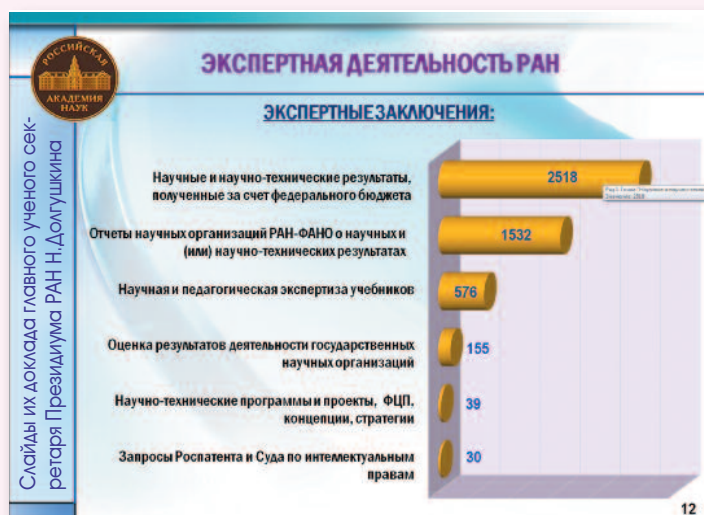 РОССИЙСКАЯ
АКАДЕМИЯ
НАУК
ЭКСПЕРТНАЯ ДЕЯТЕЛЬНОСТЬ РАН
ЭКСПЕРТНЫЕ ЗАКЛЮЧЕНИЯ:
Слайды их доклада главного ученого сек-
ретаря Президиума РАН Н.Долгушкина
Научные и научно-технические результаты,
полученные за счет федерального бюджета
2518
Отчеты научных организаций РАН-ФАНО о научных и
(или) научно-технических результатах
1532
Научная и педагогическая экспертиза учебников
576
Оценка результатов деятельности государственных
научных организаций
155
Научно-технические программы и проекты, ФЦП,
концепции, стратегии
39
Запросы Роспатента и Суда по интеллектуальным
правам
30
12